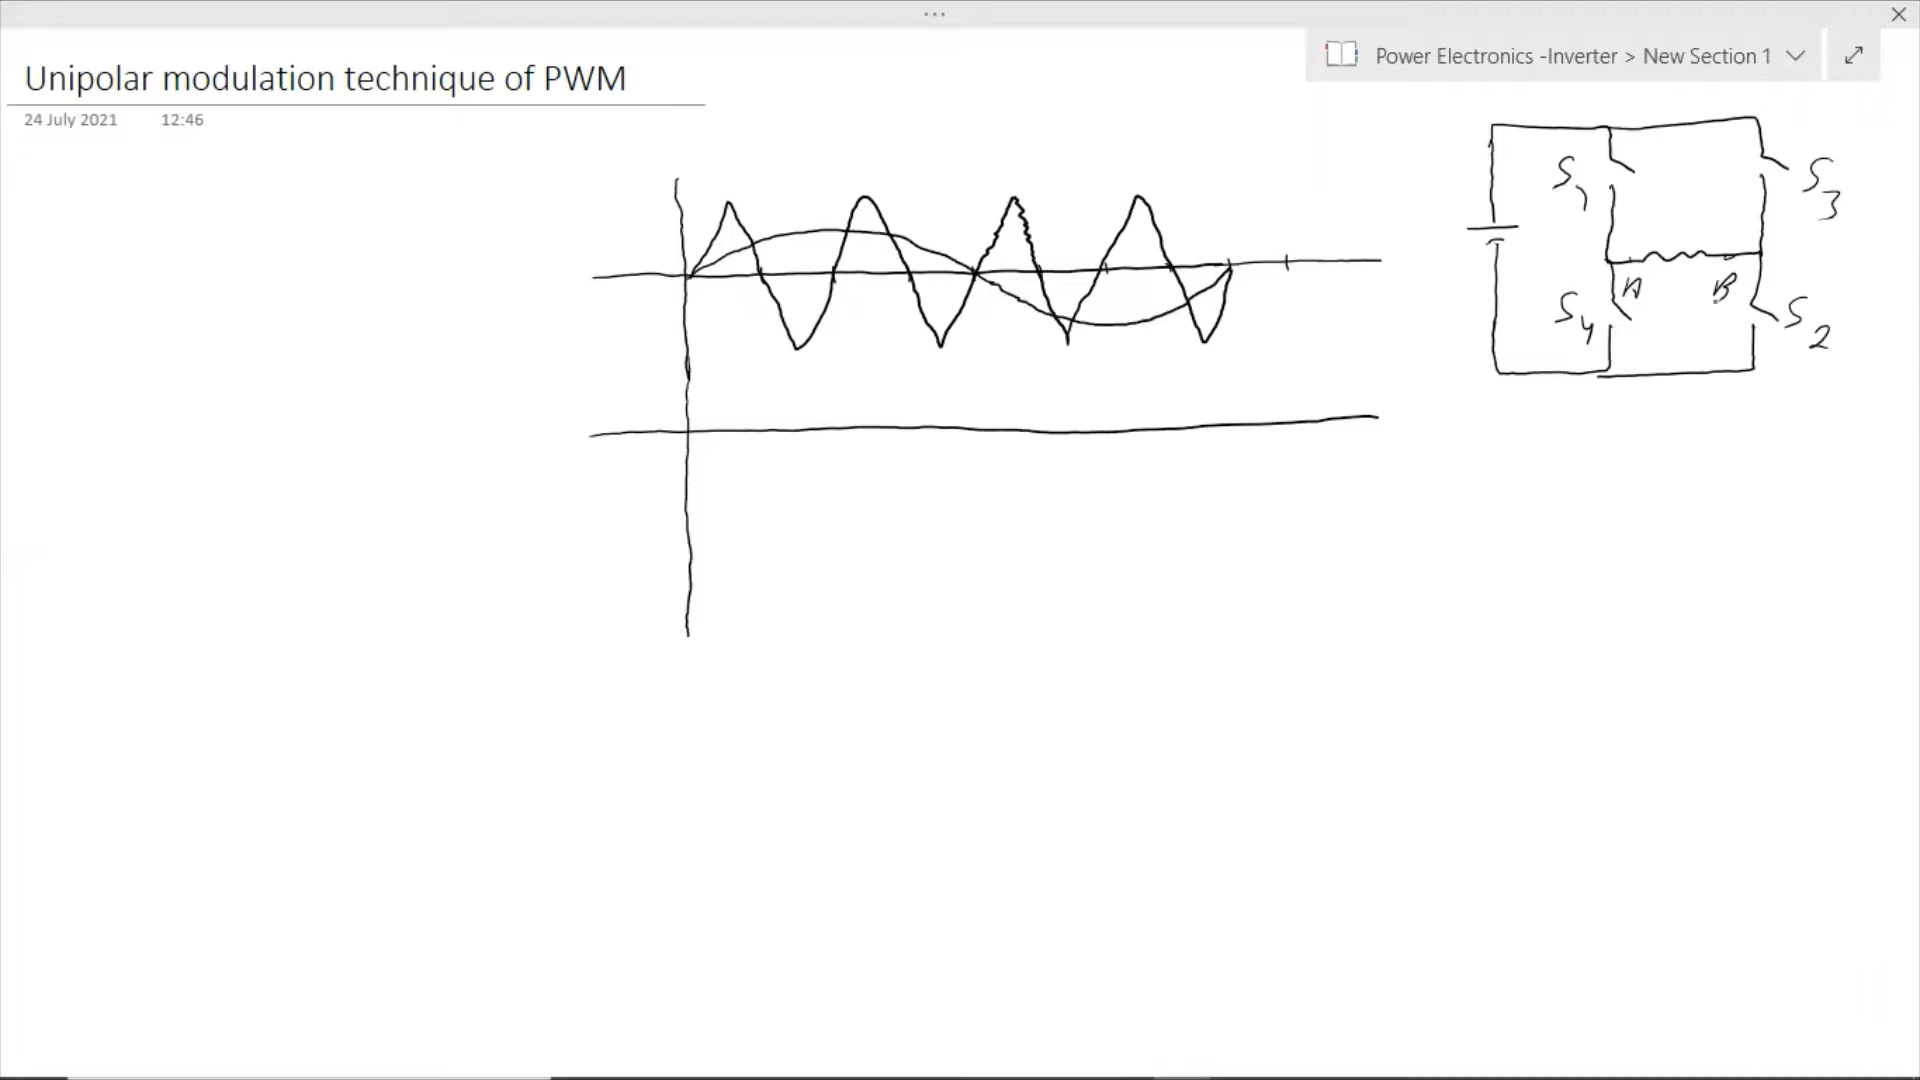 Power Electronics -Inverter > New Section 1
Unipolar modulation technique of PWM
24 July 2021 12:46
S1
S3
A
B
S4
S2